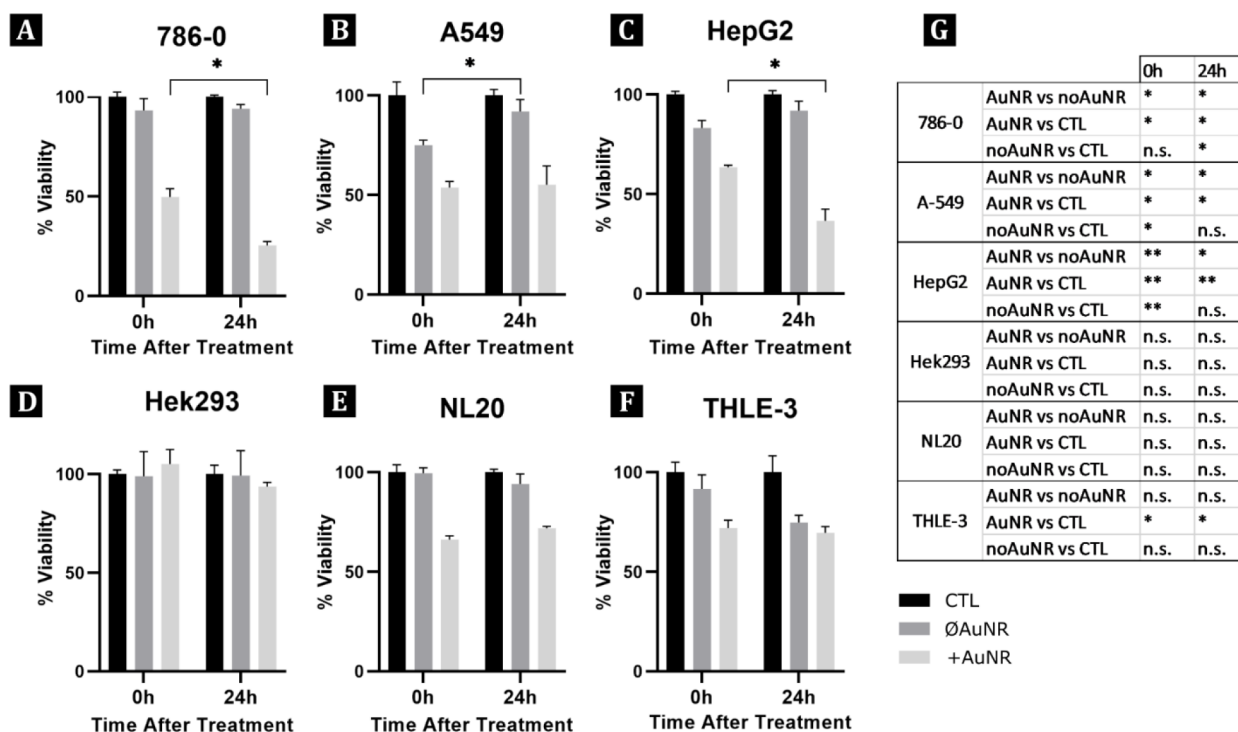 A
786-0
*
% Viability
100
50
0
0h
24h
Time After Treatment
B
A549
*
% Viability
100
50
0
0h
24h
Time After Treatment
C
HepG2
*
% Viability
100
50
0
0h
24h
Time After Treatment
D
Hek293
% Viability
100
50
0
0h
24h
Time After Treatment
E
NL20
% Viability
100
50
0
0h
24h
Time After Treatment
F
THLE-3
% Viability
100
50
0
0h
24h
Time After Treatment
G
0h 24h
786-0
AuNR vs noAuNR * *
AuNR vs CTL * *
noAuNR vs CTL n.s. *
A-549
AuNR vs noAuNR * *
AuNR vs CTL * *
noAuNR vs CTL * n.s.
HepG2
AuNR vs noAuNR ** *
AuNR vs CTL ** **
noAuNR vs CTL ** n.s.
Hek293
AuNR vs noAuNR n.s. n.s.
AuNR vs CTL n.s. n.s.
noAuNR vs CTL n.s. n.s.
NL20
AuNR vs noAuNR n.s. n.s.
AuNR vs CTL n.s. n.s.
noAuNR vs CTL n.s. n.s.
THLE-3
AuNR vs noAuNR n.s. n.s.
AuNR vs CTL * *
noAuNR vs CTL n.s. n.s.
CTL
ØAuNR
+AuNR